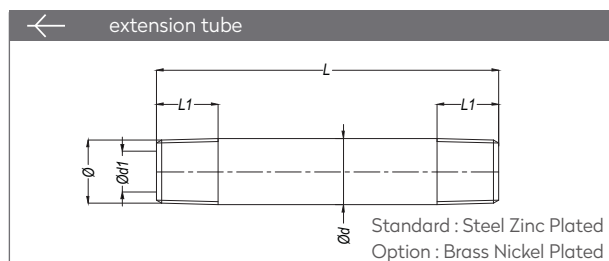 extension tube
L
L1 L1
Ø
Ød1
Ød
Standard : Steel Zinc Plated
Option : Brass Nickel Plated